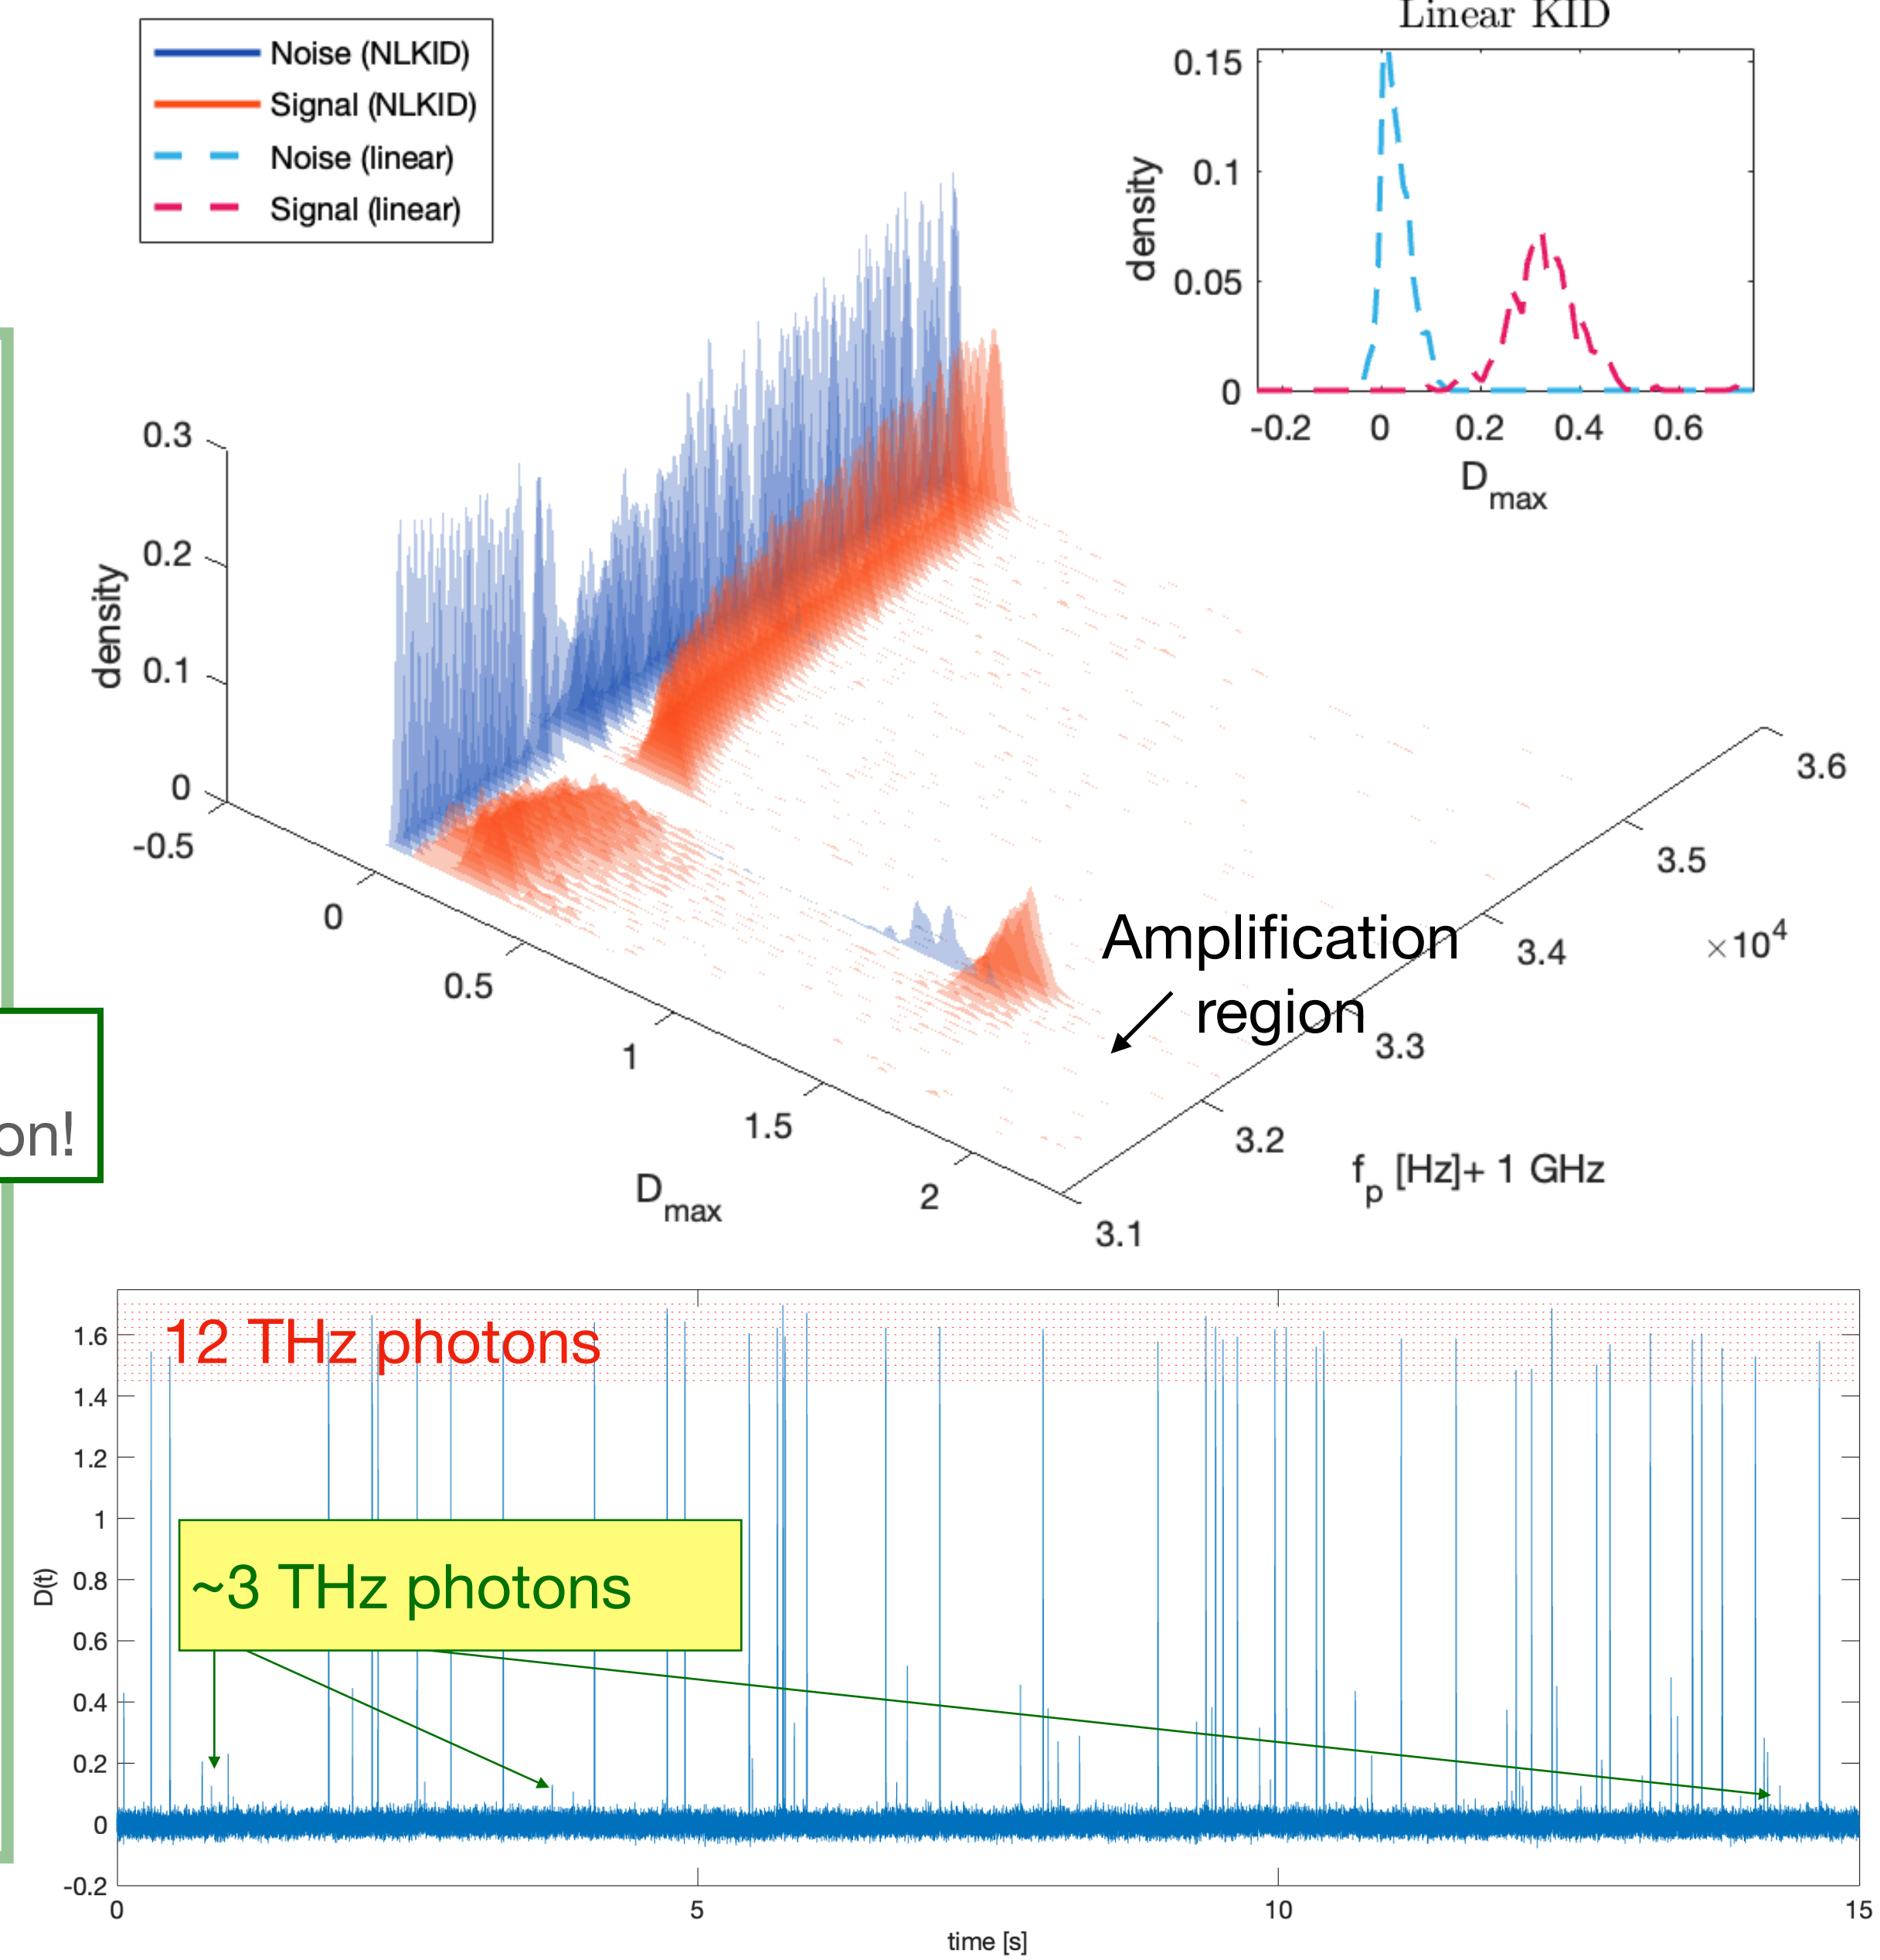 Noise (NLKID)
Signal (NLKID)
Noise (linear)
Signal (linear)
Linear KID
0.15
0.1
0.05
0
density
-0.2 0 0.2 0.4 0.6
D max
0.3
0.2
0.1
0
density
-0.5
0
0.5
1
1.5
2
D max
3.6
3.5
3.4
×10⁴
3.3
3.2
3.1
f p [Hz]+ 1 GHz
Amplification
region
on!
12 THz photons
~3 THz photons
1.6
1.4
1.2
1
0.8
0.6
0.4
0.2
0
-0.2
D(t)
0 5 10 15
time [s]